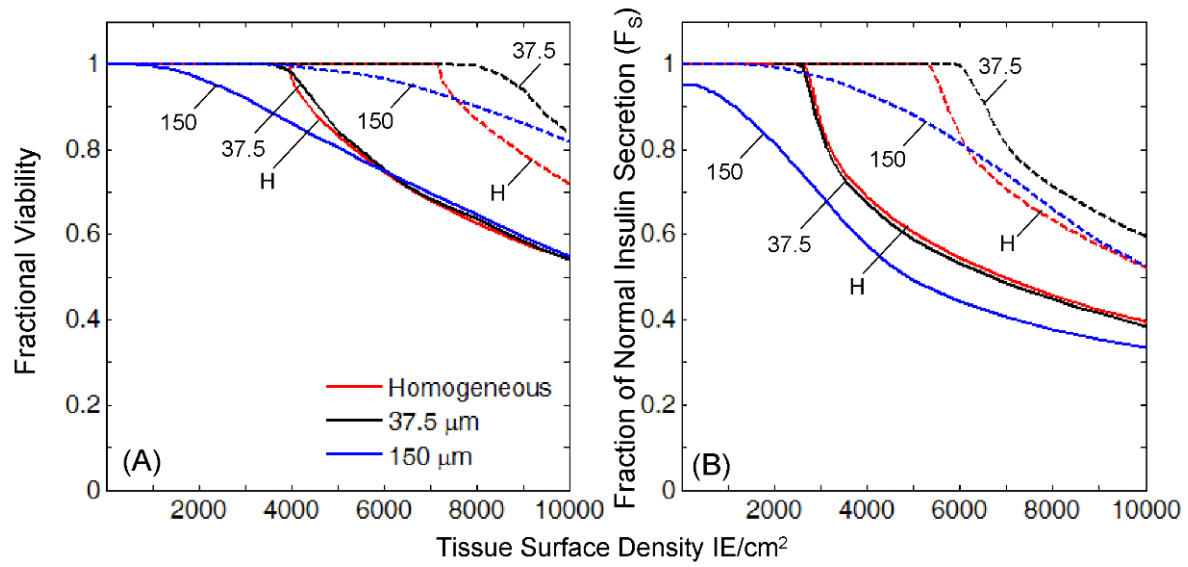 Fractional Viability
1
0.8
0.6
0.4
0.2
0
150
37.5
H
150
37.5
H
Homogeneous
37.5 μm
150 μm
(A)
2000 4000 6000 8000 10000
Fraction of Normal Insulin Secretion (Fs)
1
0.8
0.6
0.4
0.2
0
150
37.5
H
150
37.5
H
(B)
2000 4000 6000 8000 10000
Tissue Surface Density IE/cm²